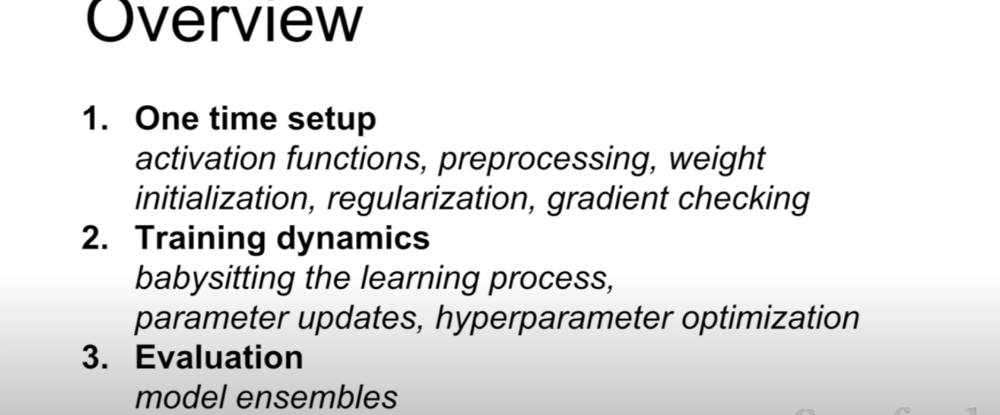 Overview
1. One time setup
activation functions, preprocessing, weight
initialization, regularization, gradient checking
2. Training dynamics
babysitting the learning process,
parameter updates, hyperparameter optimization
3. Evaluation
model ensembles